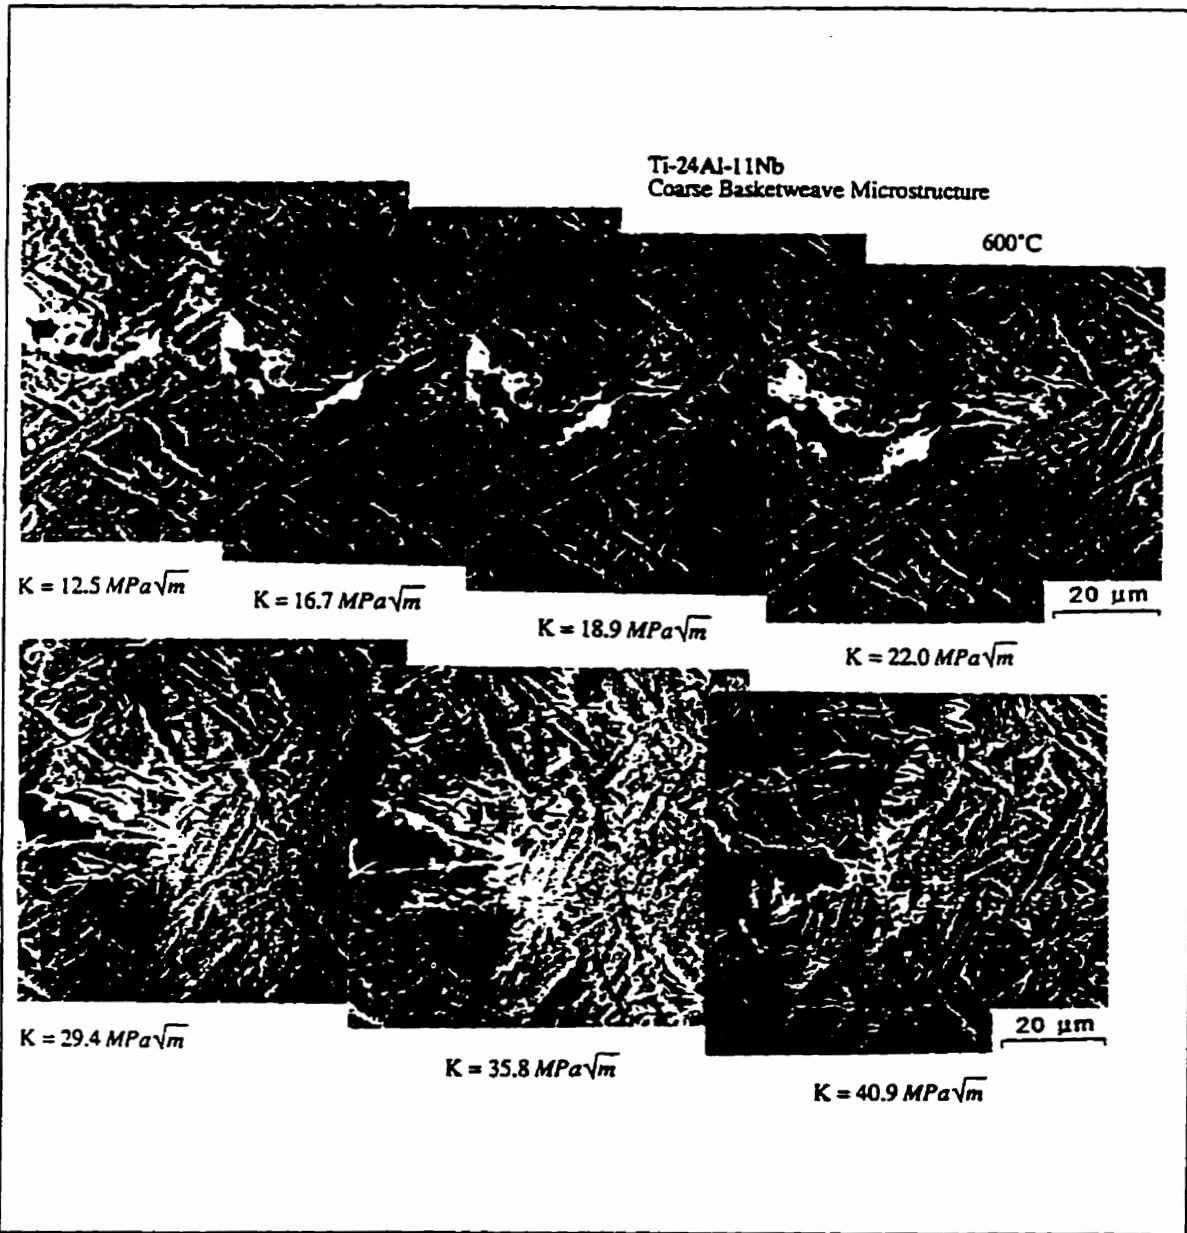 Ti-24Al-11Nb
Coarse Basketweave Microstructure
600°C
K = 12.5 MPa√m
K = 16.7 MPa√m
K = 18.9 MPa√m
K = 22.0 MPa√m
20 μm
K = 29.4 MPa√m
K = 35.8 MPa√m
K = 40.9 MPa√m
20 μm